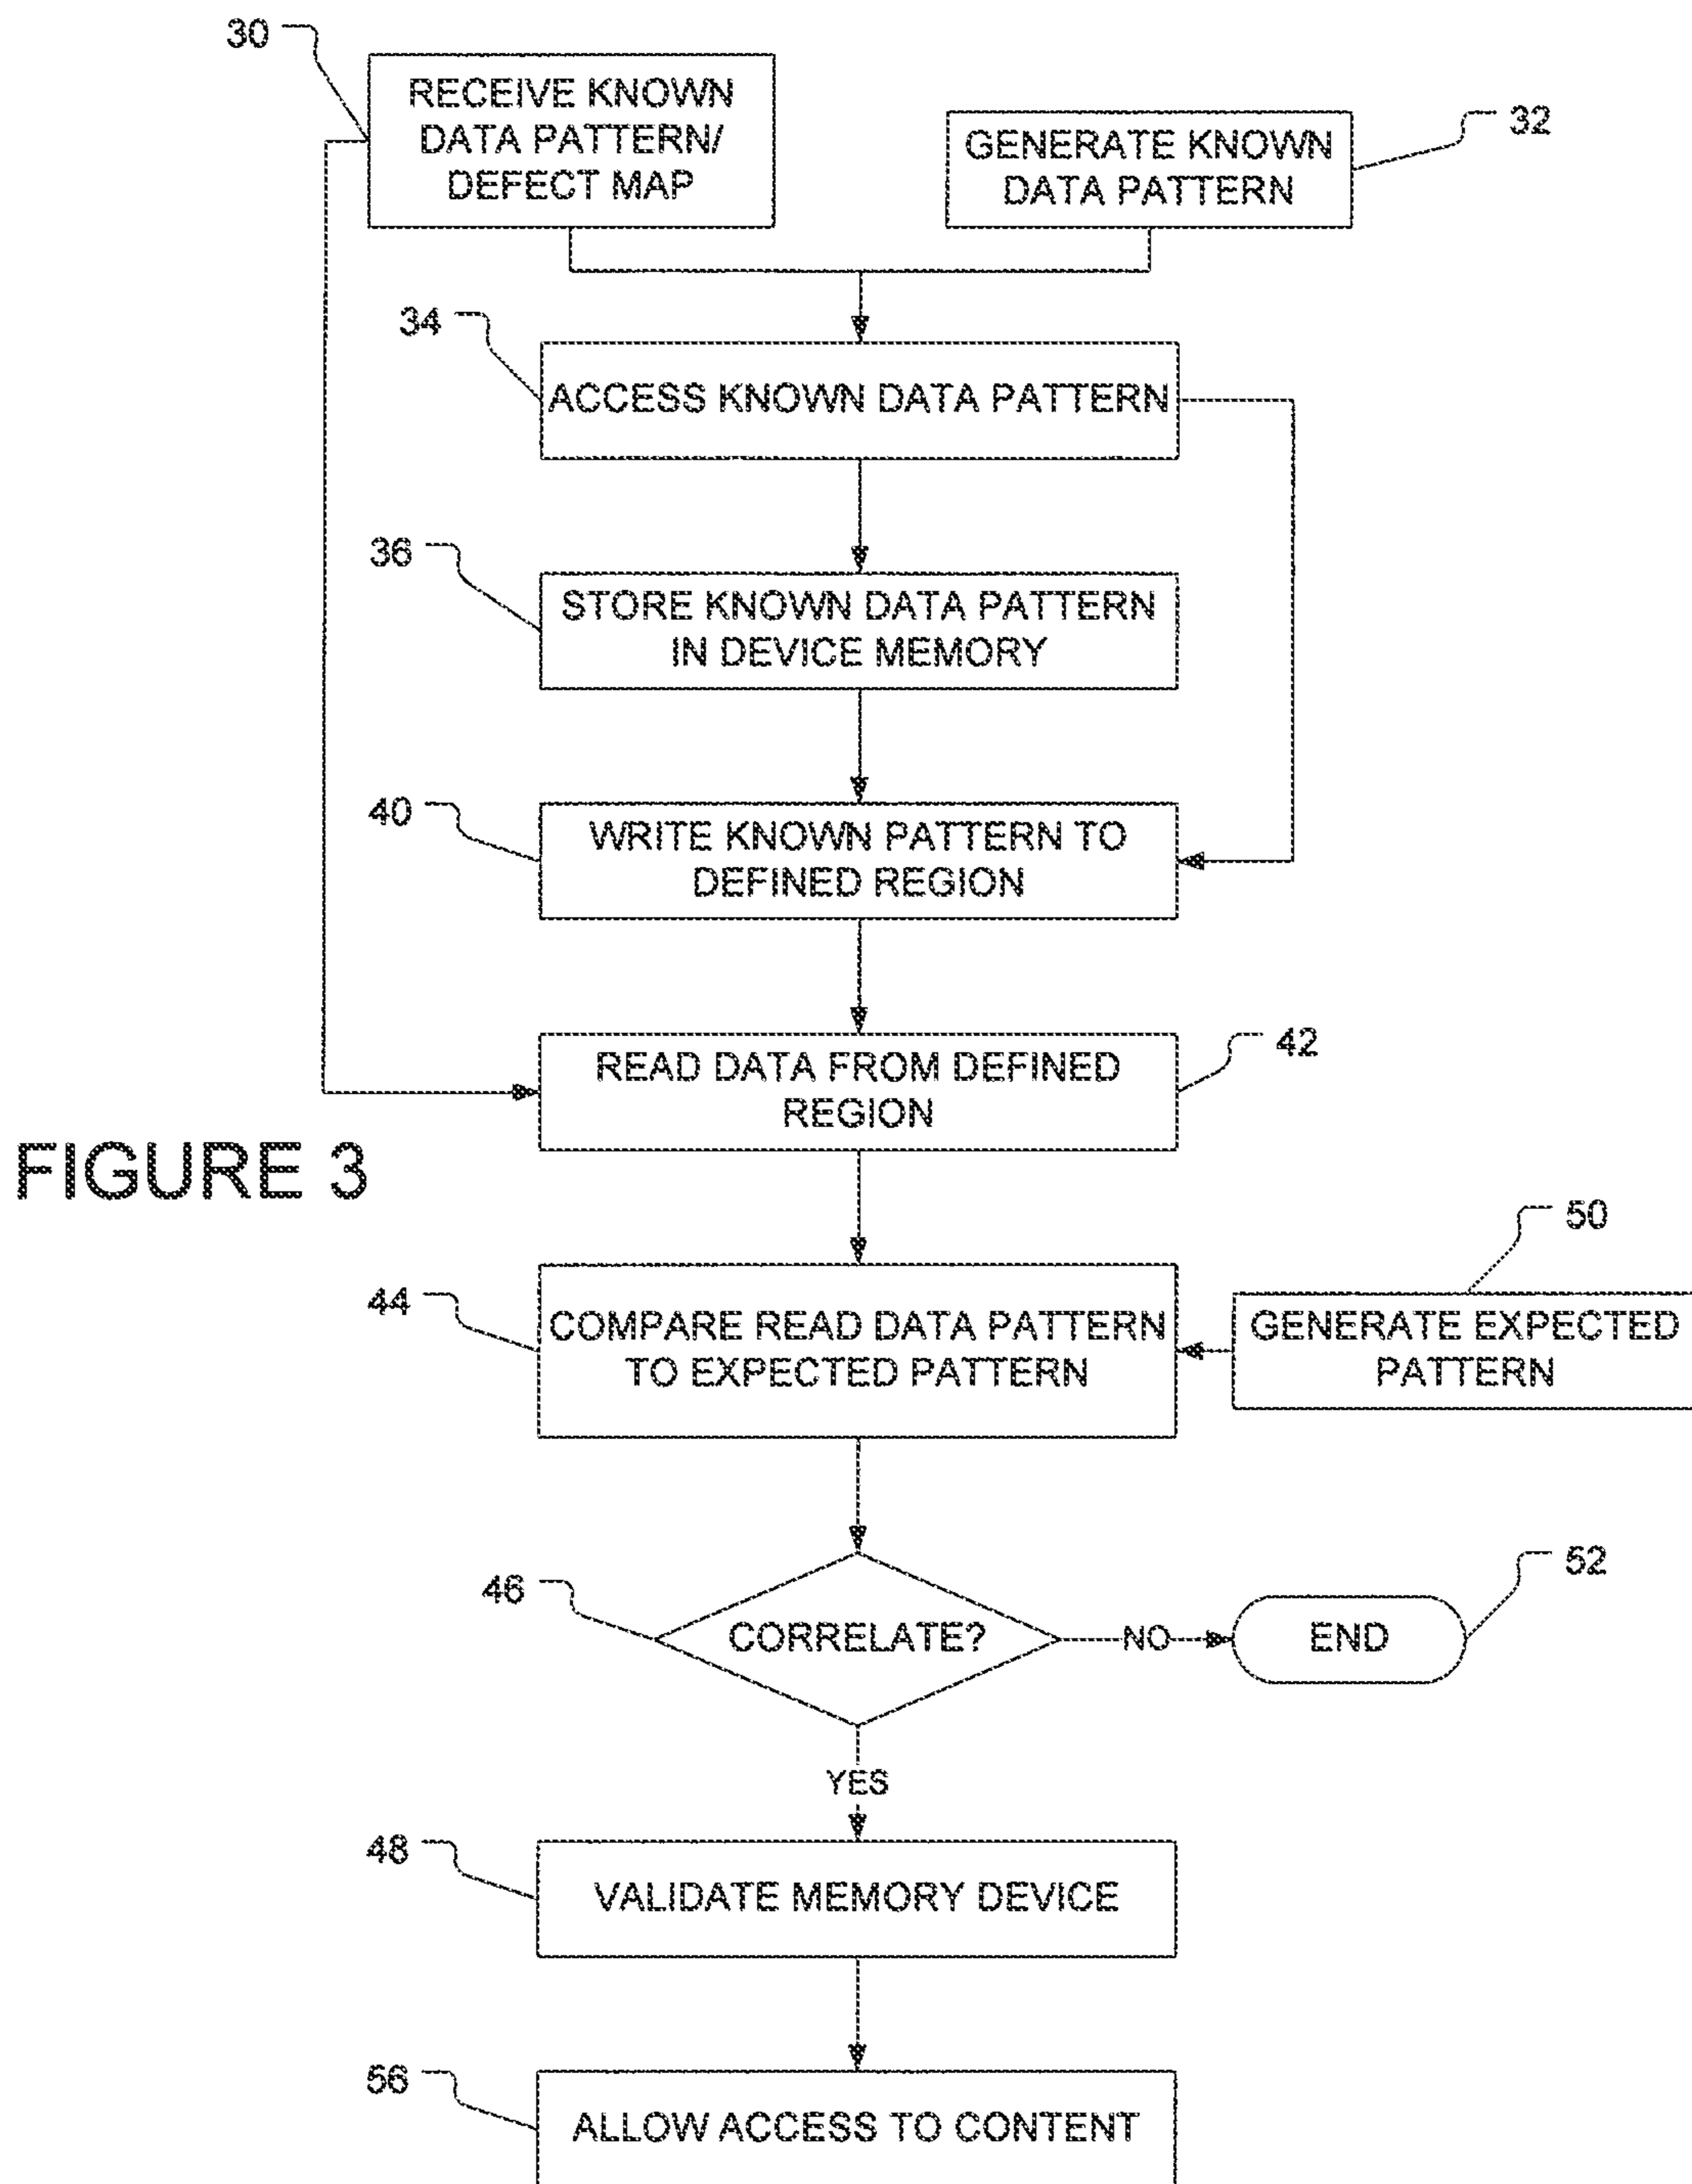 30
RECEIVE KNOWN
DATA PATTERN/
DEFECT MAP
GENERATE KNOWN
DATA PATTERN
32
34
ACCESS KNOWN DATA PATTERN
36
STORE KNOWN DATA PATTERN
IN DEVICE MEMORY
40
WRITE KNOWN PATTERN TO
DEFINED REGION
READ DATA FROM DEFINED
REGION
42
FIGURE 3
44
COMPARE READ DATA PATTERN
TO EXPECTED PATTERN
50
GENERATE EXPECTED
PATTERN
46
CORRELATE?
NO
END
52
YES
48
VALIDATE MEMORY DEVICE
56
ALLOW ACCESS TO CONTENT